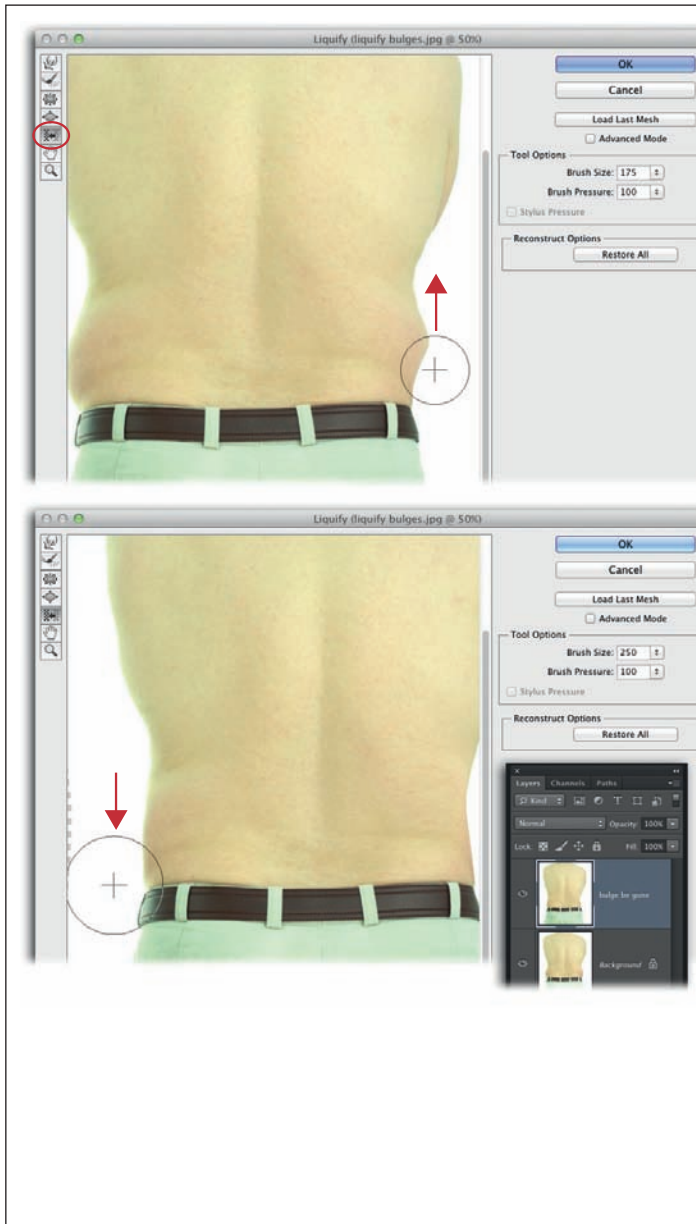 Liquify (liquify bulges.jpg @ 50%)
OK
Cancel
Load Last Mesh
Advanced Mode
Tool Options
Brush Size: 175
Brush Pressure: 100
Stylus Pressure
Reconstruct Options
Restore All
Liquify (liquify bulges.jpg @ 50%)
OK
Cancel
Load Last Mesh
Advanced Mode
Tool Options
Brush Size: 250
Brush Pressure: 100
Stylus Pressure
Reconstruct Options
Restore All
Layers Channels Paths
Kind
Normal Opacity: 100%
Lock: Fill: 100%
bulge be gone
Background